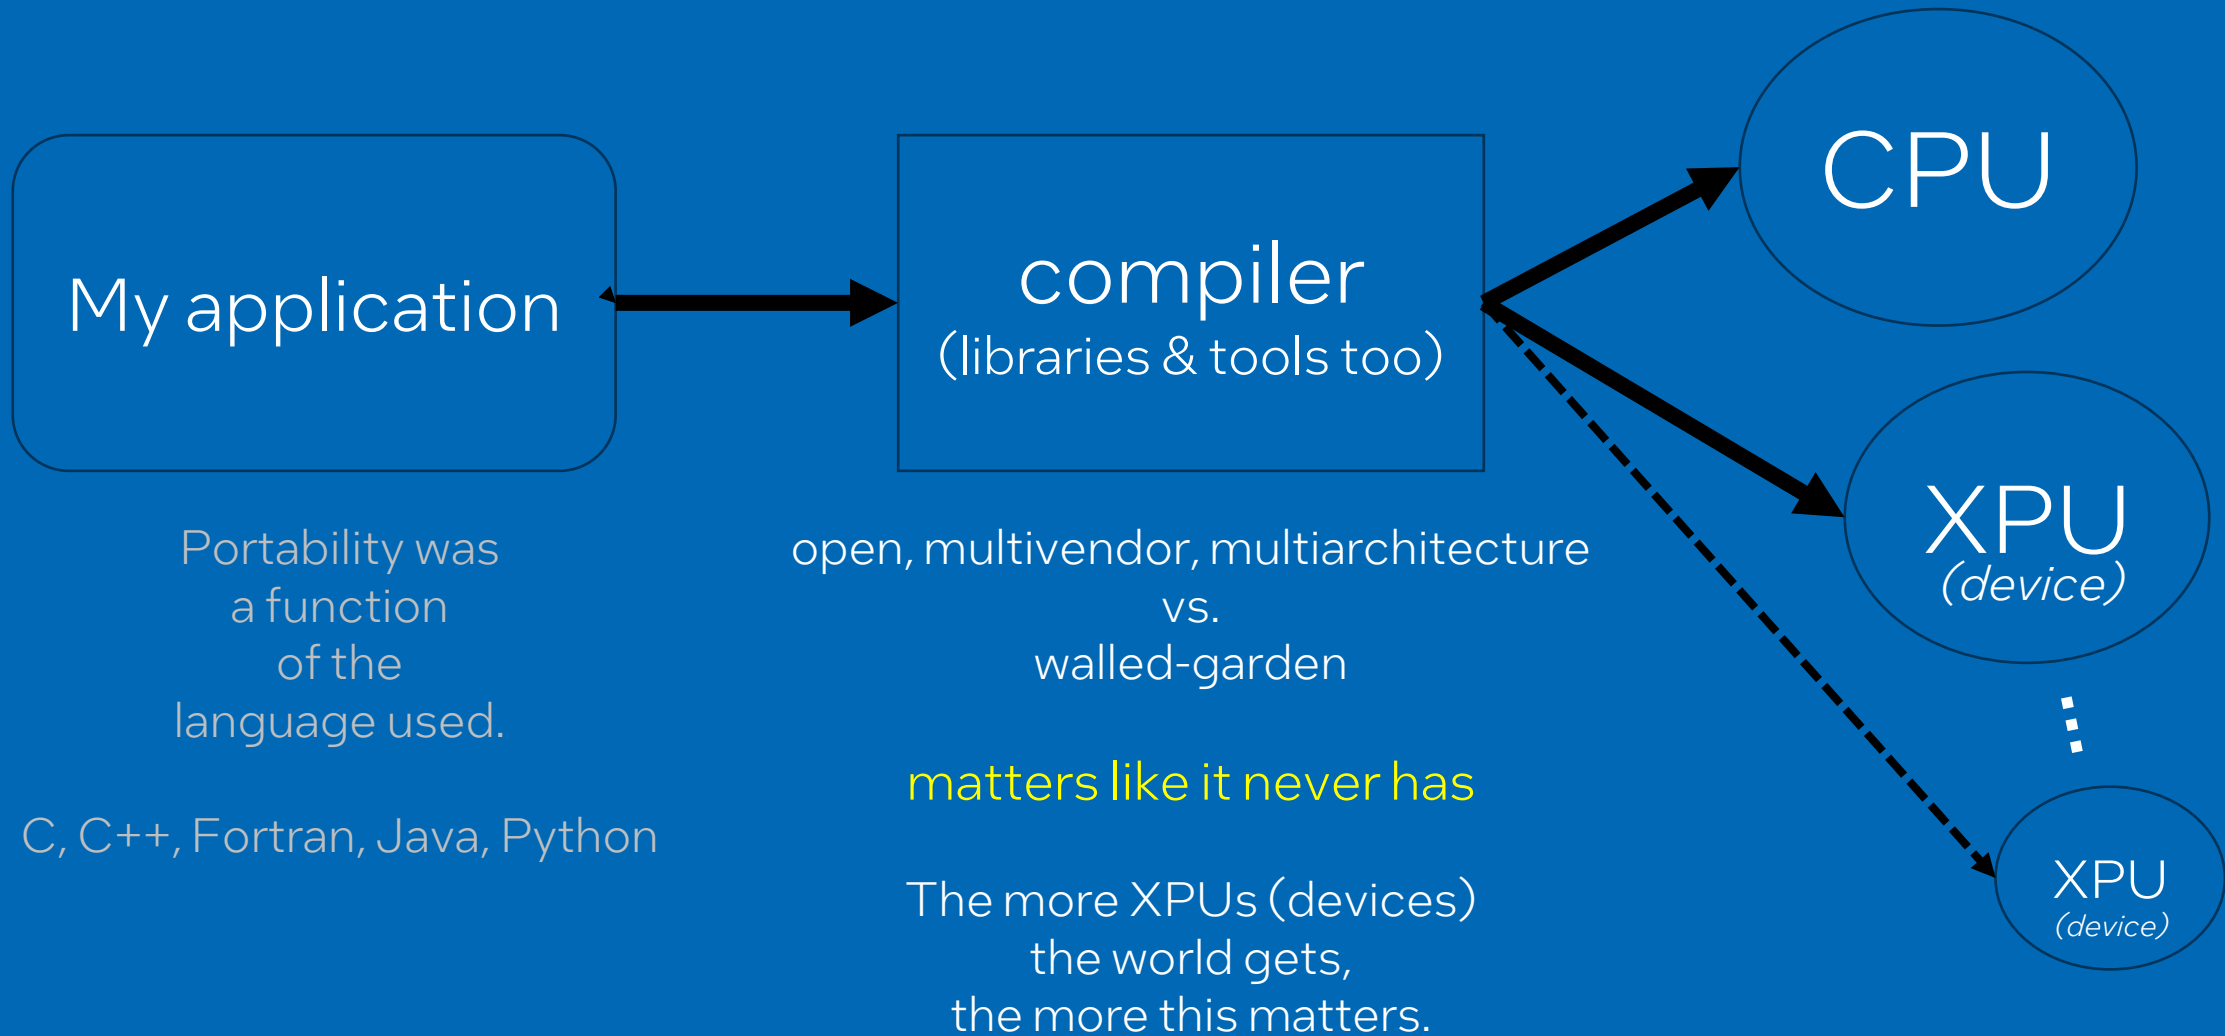 My application
Portability was
a function
of the
language used.
C, C++, Fortran, Java, Python
compiler
(libraries & tools too)
open, multivendor, multiarchitecture
vs.
walled-garden
matters like it never has
The more XPUs (devices)
the world gets,
the more this matters.
CPU
XPU
(device)
XPU
(device)